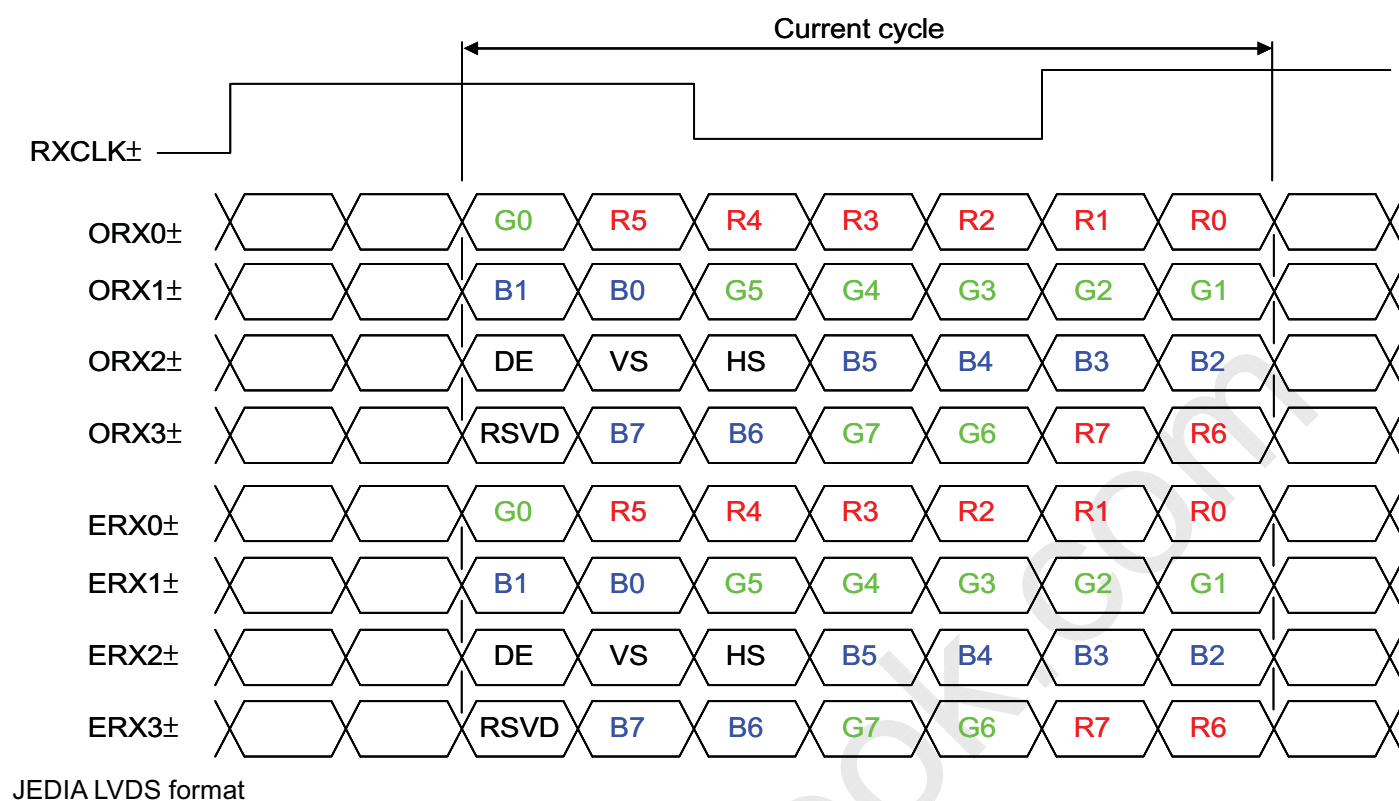 Current cycle
RXCLK±
ORX0± G0 R5 R4 R3 R2 R1 R0
ORX1± B1 B0 G5 G4 G3 G2 G1
ORX2± DE VS HS B5 B4 B3 B2
ORX3± RSVD B7 B6 G7 G6 R7 R6
ERX0± G0 R5 R4 R3 R2 R1 R0
ERX1± B1 B0 G5 G4 G3 G2 G1
ERX2± DE VS HS B5 B4 B3 B2
ERX3± RSVD B7 B6 G7 G6 R7 R6
JEDIA LVDS format